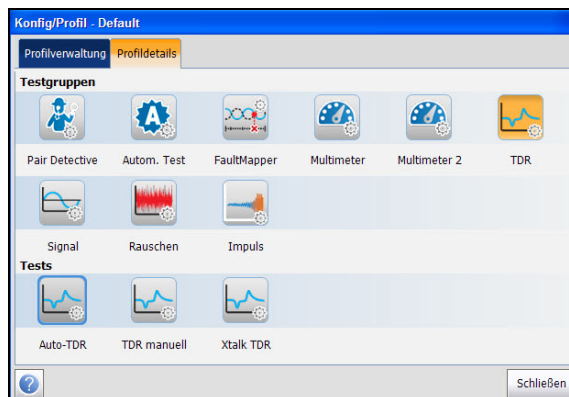 Konfig/Profil - Default
Profilverwaltung Profildetails
Testgruppen
Pair Detective Autom. Test FaultMapper Multimeter Multimeter 2 TDR
Signal Rauschen Impuls
Tests
Auto-TDR TDR manuell Xtalk TDR
? Schließen